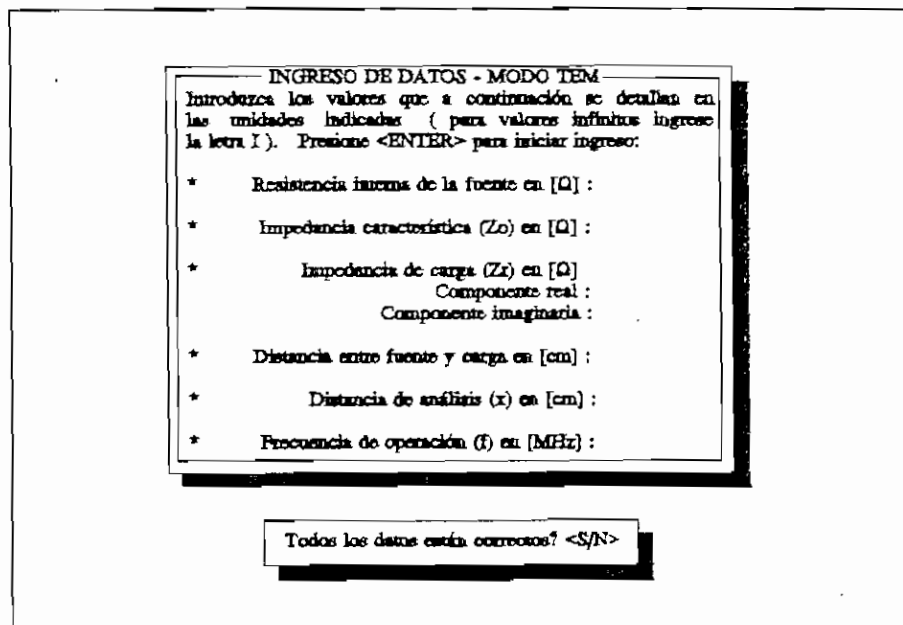 INGRESO DE DATOS - MODO TEM
Introduzca los valores que a continuación se detallan en
las unidades indicadas ( para valores infinitos ingrese
la letra I ). Presione <ENTER> para iniciar ingreso:
* Resistencia interna de la fuente en [Ω] :
* Impedancia característica (Zo) en [Ω] :
* Impedancia de carga (Zr) en [Ω]
Componente real :
Componente imaginaria :
* Distancia entre fuente y carga en [cm] :
* Distancia de análisis (x) en [cm] :
* Frecuencia de operación (f) en [MHz] :
Todos los datos están correctos? <S/N>